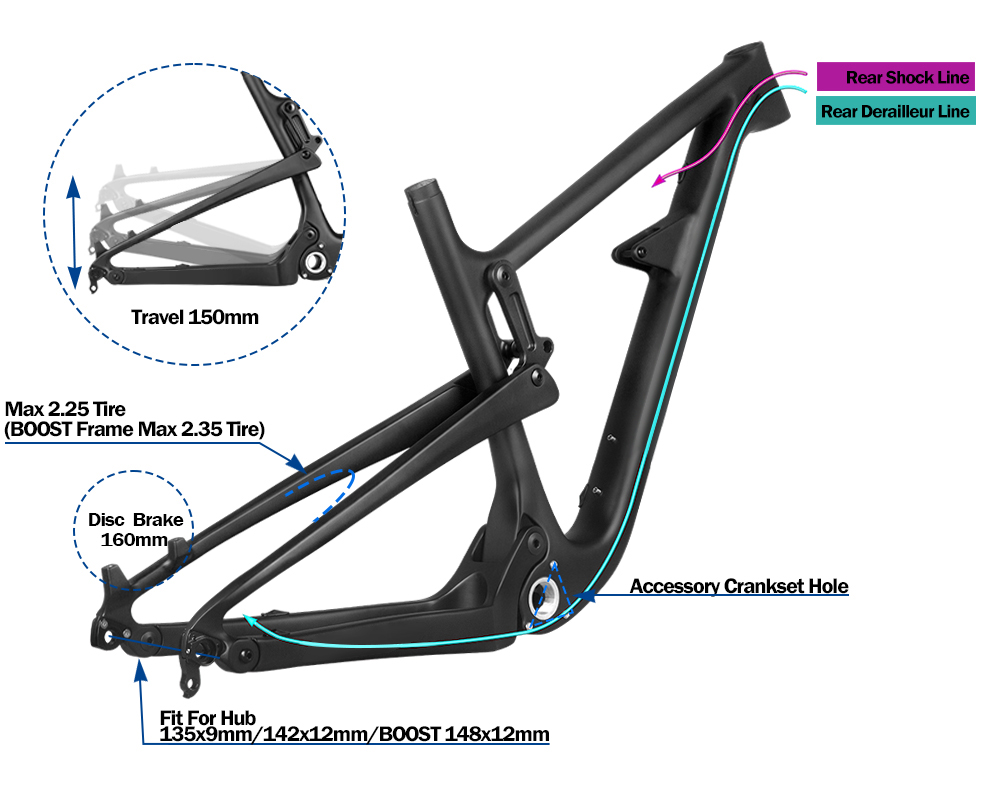 Rear Shock Line
Rear Derailleur Line
Travel 150mm
Max 2.25 Tire
(BOOST Frame Max 2.35 Tire)
Disc Brake
160mm
Accessory Crankset Hole
Fit For Hub
135x9mm/142x12mm/BOOST 148x12mm